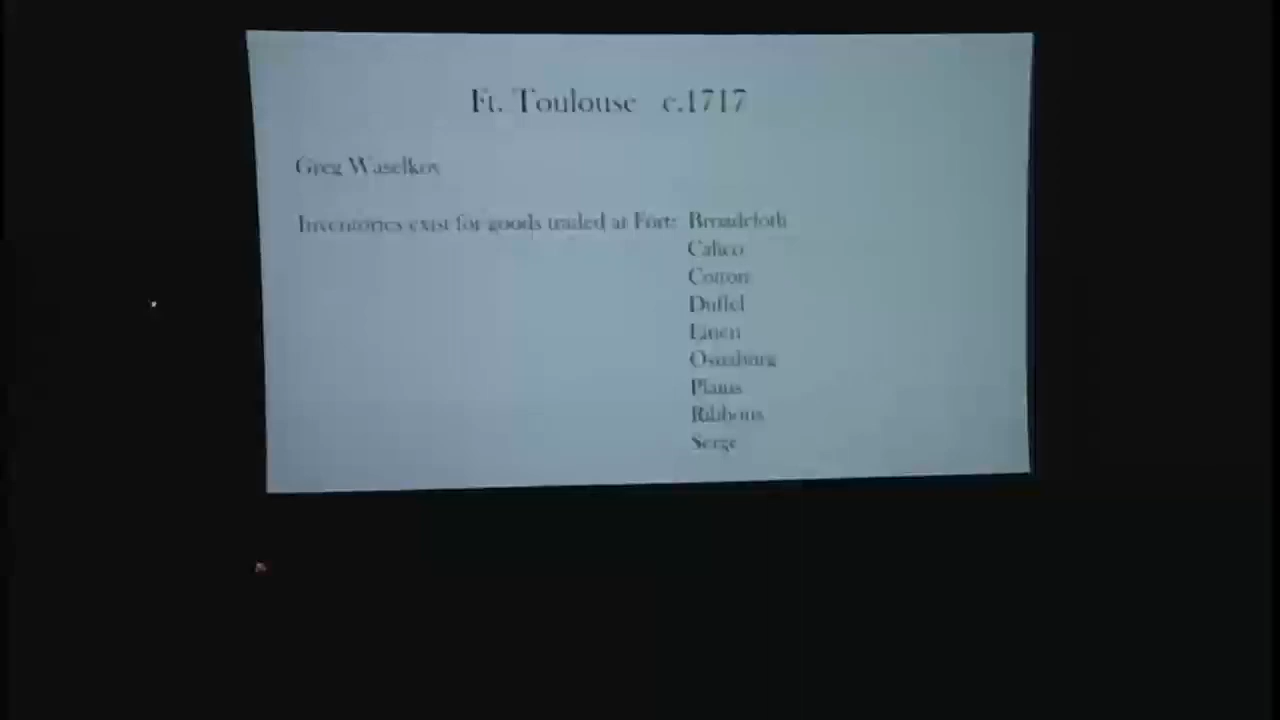 Ft. Toulouse c.1717
Greg Waselkov
Inventories exist for goods traded at Fort: Broadcloth
Calico
Cotton
Duffel
Linen
Osnaburg
Plains
Ribbons
Serge